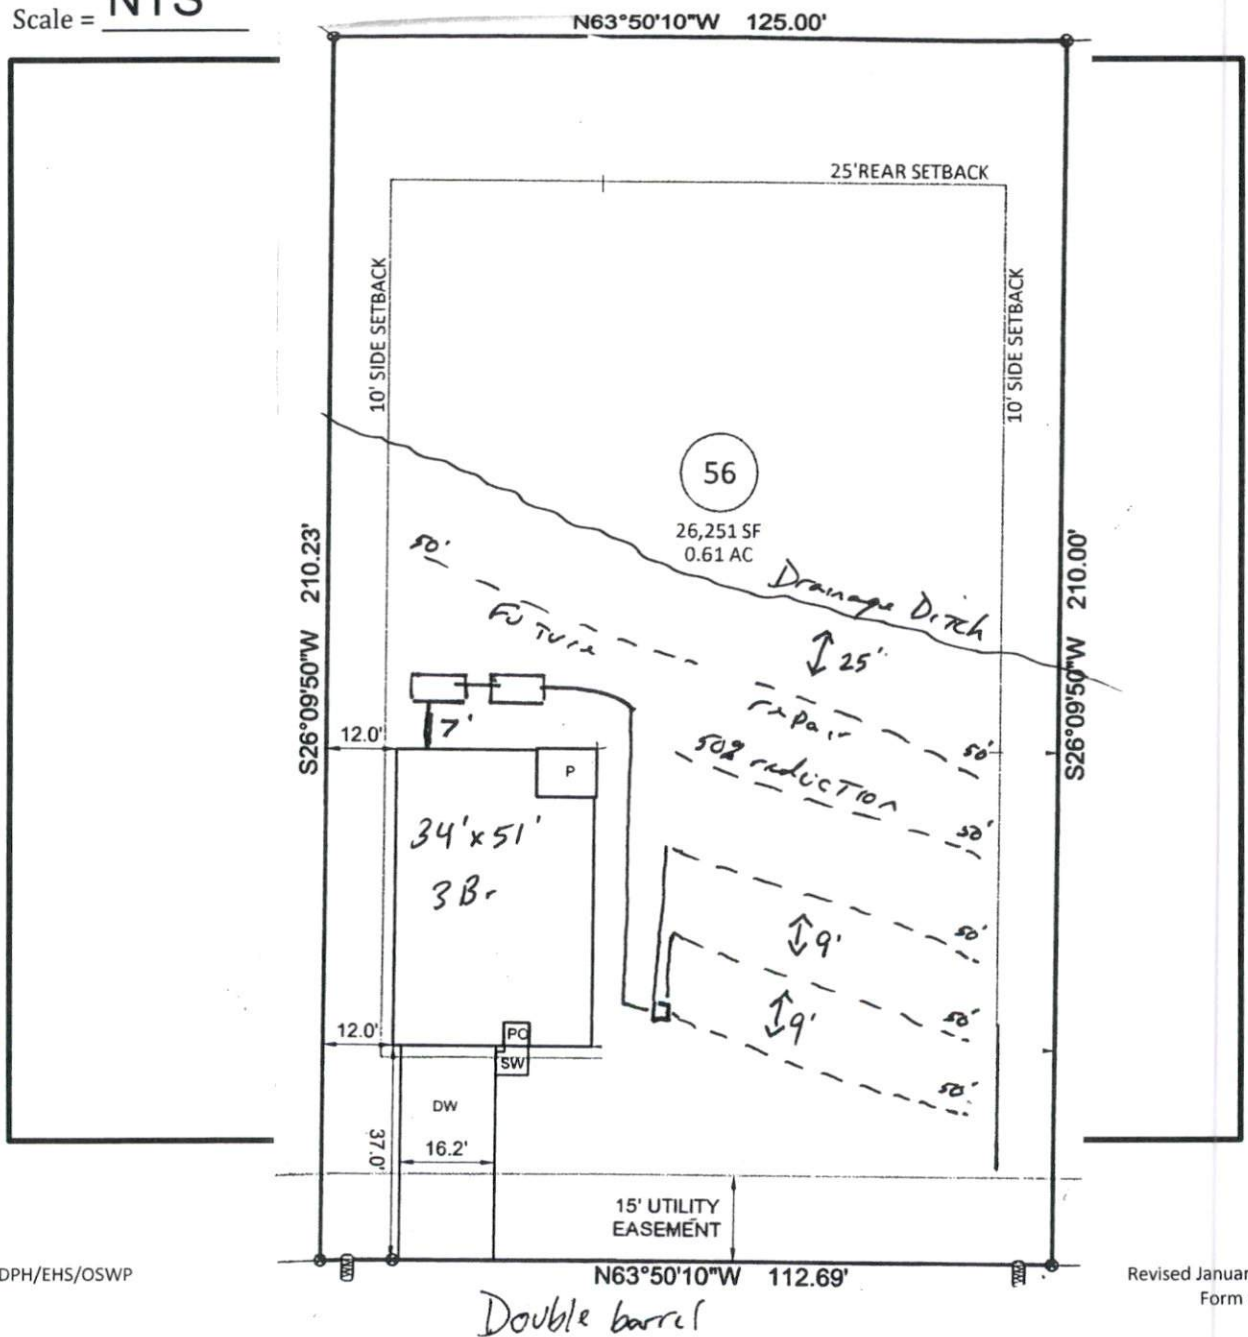 Scale = NTS
N63°50'10"W 125.00'
25'REAR SETBACK
10' SIDE SETBACK
10' SIDE SETBACK
56
26,251 SF
0.61 AC
S26°09'50"W 210.23'
S26°09'50"W 210.00'
Drainage Ditch
25'
50'
Future
repair
50'
50% reduction
50'
7'
12.0'
P
34' x 51'
3 Br
50'
9'
50'
9'
50'
12.0'
PO
SW
DW
37.0'
16.2'
15' UTILITY
EASEMENT
N63°50'10"W 112.69'
DPH/EHS/OSWP
Revised Januar
Form
Double barrel